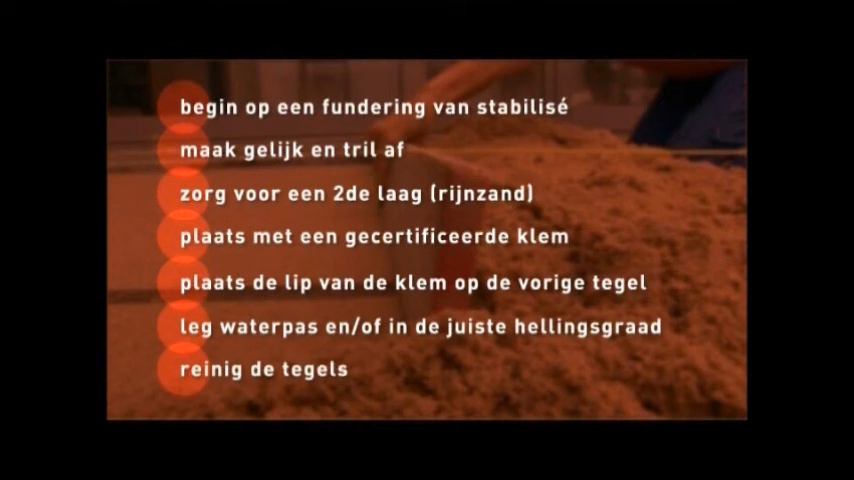 begin op een fundering van stabilisé
maak gelijk en tril af
zorg voor een 2de laag (rijnzand)
plaats met een gecertificeerde klem
plaats de lip van de klem op de vorige tegel
leg waterpas en/of in de juiste hellingsgraad
reinig de tegels